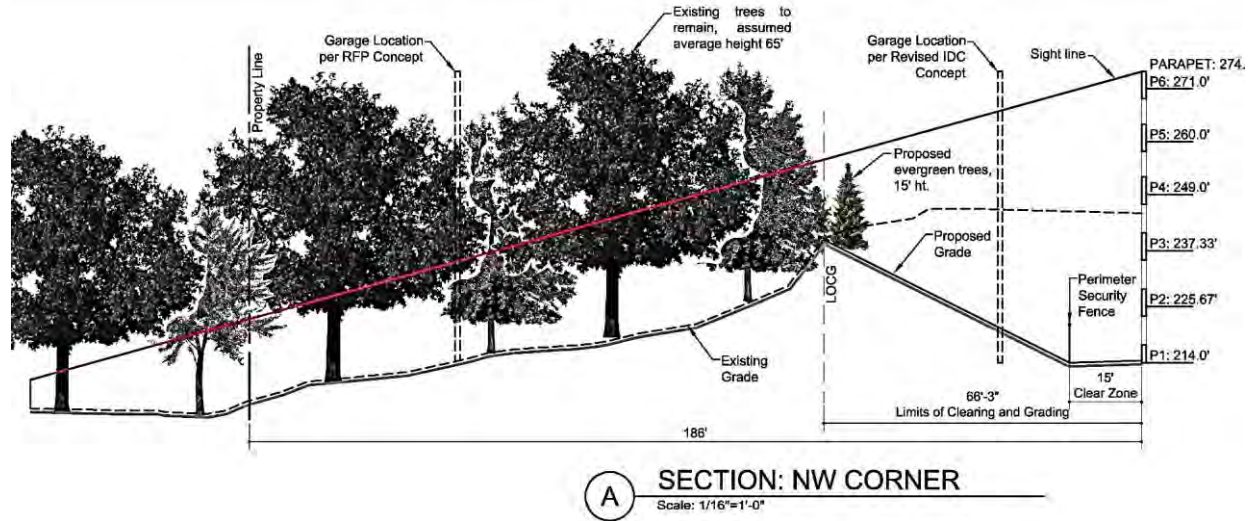 Existing trees to
remain, assumed
average height 65'
Property Line
Garage Location
per RFP Concept
Garage Location
per Revised IDC
Concept
Sight line
PARAPET: 274.
P6: 271.0'
P5: 260.0'
P4: 249.0'
P3: 237.33'
P2: 225.67'
P1: 214.0'
Proposed
evergreen trees,
15' ht.
Proposed
Grade
LOCG
Perimeter
Security
Fence
Existing
Grade
15'
Clear Zone
66'-3"
Limits of Clearing and Grading
186'
A
SECTION: NW CORNER
Scale: 1/16"=1'-0"